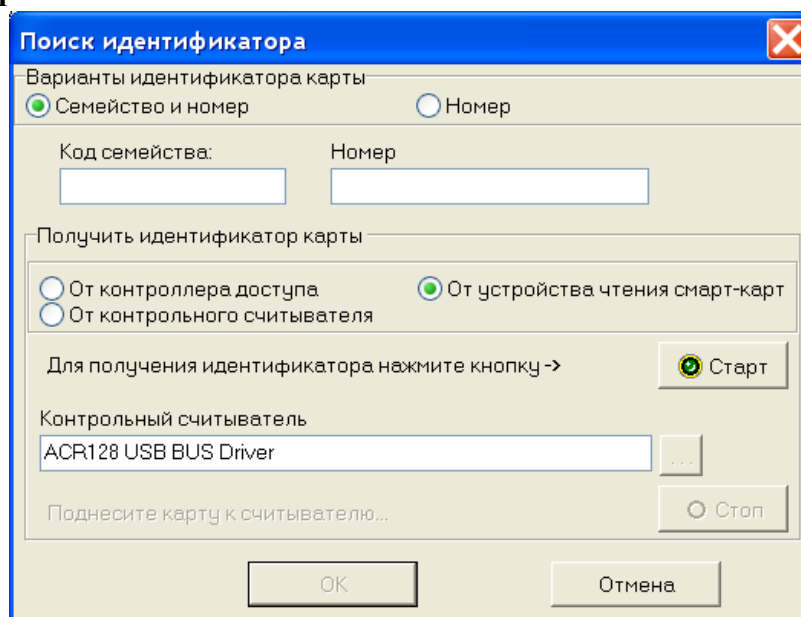 Поиск идентификатора
Варианты идентификатора карты
Семейство и номер Номер
Код семейства: Номер
Получить идентификатор карты
От контроллера доступа От устройства чтения смарт-карт
От контрольного считывателя
Для получения идентификатора нажмите кнопку -> Старт
Контрольный считыватель
ACR128 USB BUS Driver ...
Поднесите карту к считывателю... Стоп
OK Отмена